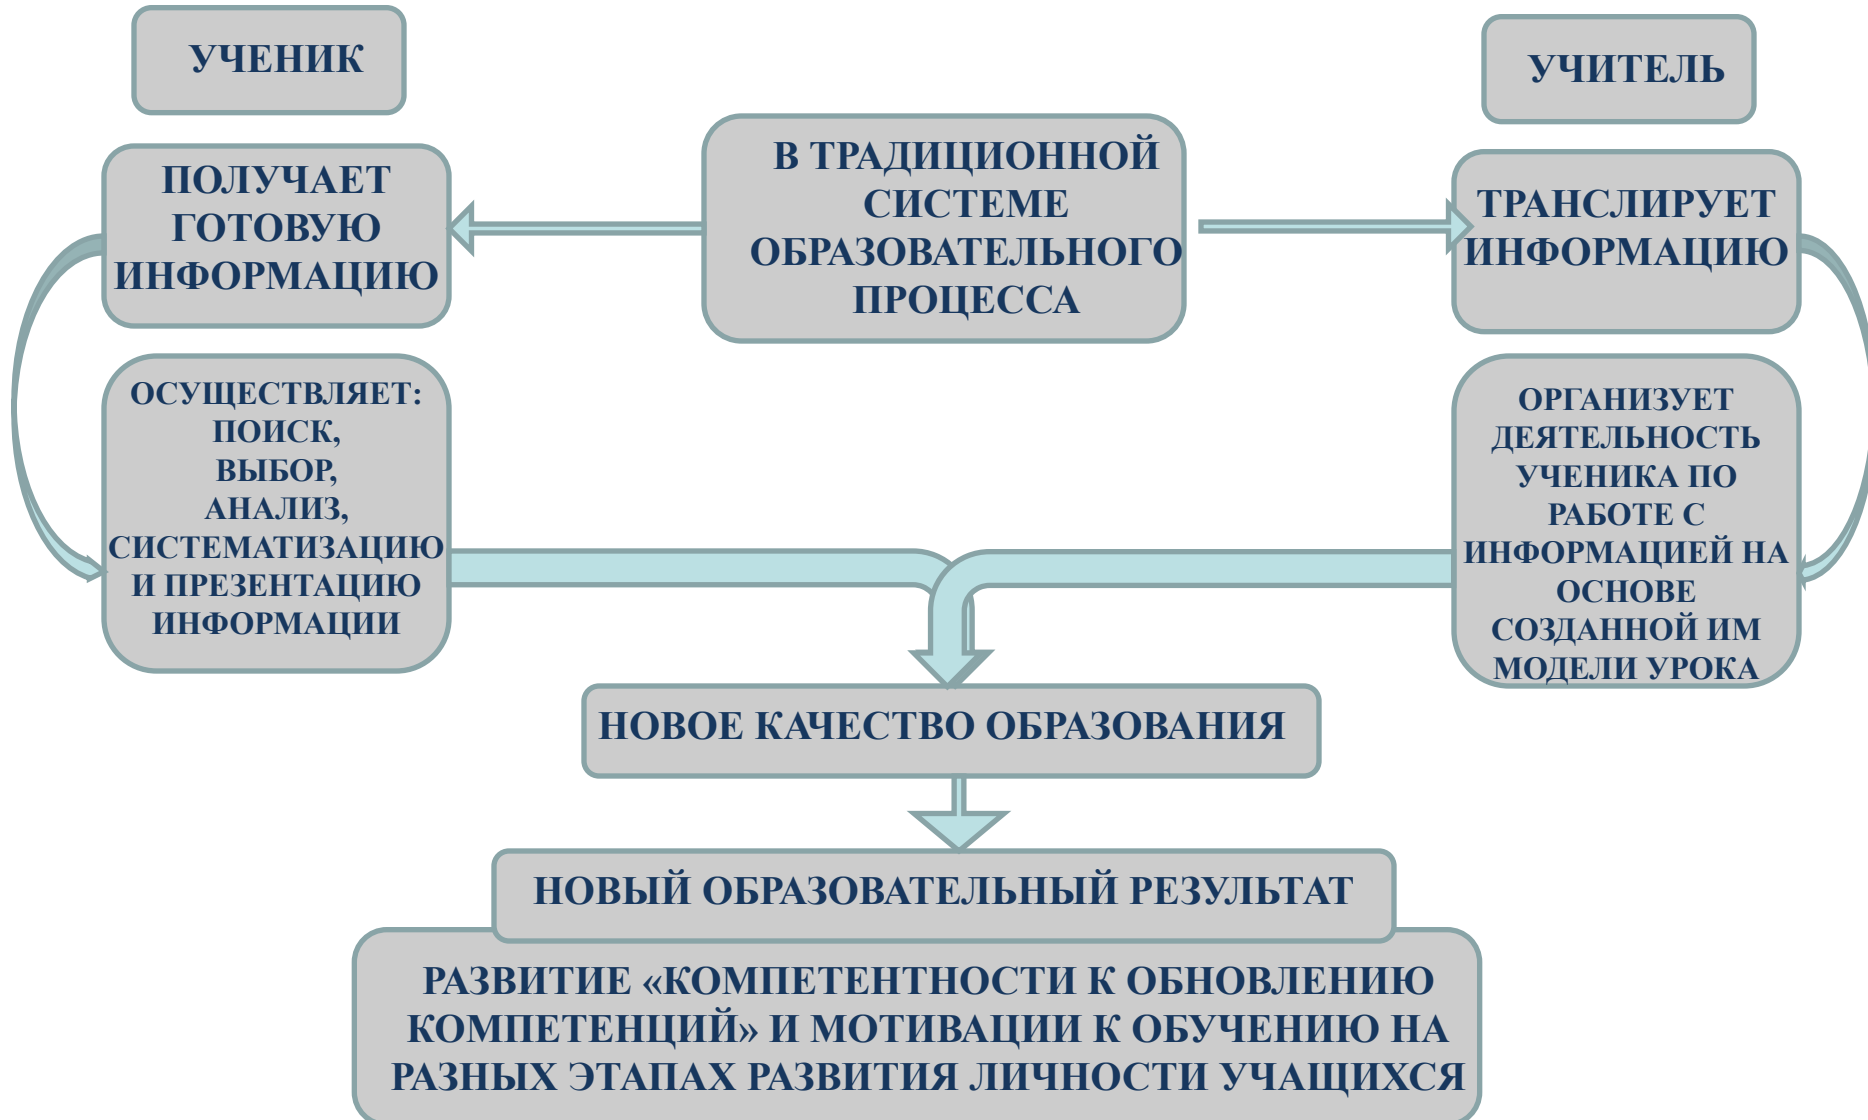 УЧЕНИК
УЧИТЕЛЬ
ПОЛУЧАЕТ
ГОТОВУЮ
ИНФОРМАЦИЮ
В ТРАДИЦИОННОЙ
СИСТЕМЕ
ОБРАЗОВАТЕЛЬНОГО
ПРОЦЕССА
ТРАНСЛИРУЕТ
ИНФОРМАЦИЮ
ОСУЩЕСТВЛЯЕТ:
ПОИСК,
ВЫБОР,
АНАЛИЗ,
СИСТЕМАТИЗАЦИЮ
И ПРЕЗЕНТАЦИЮ
ИНФОРМАЦИИ
ОРГАНИЗУЕТ
ДЕЯТЕЛЬНОСТЬ
УЧЕНИКА ПО
РАБОТЕ С
ИНФОРМАЦИЕЙ НА
ОСНОВЕ
СОЗДАННОЙ ИМ
МОДЕЛИ УРОКА
НОВОЕ КАЧЕСТВО ОБРАЗОВАНИЯ
НОВЫЙ ОБРАЗОВАТЕЛЬНЫЙ РЕЗУЛЬТАТ
РАЗВИТИЕ «КОМПЕТЕНТНОСТИ К ОБНОВЛЕНИЮ
КОМПЕТЕНЦИЙ» И МОТИВАЦИИ К ОБУЧЕНИЮ НА
РАЗНЫХ ЭТАПАХ РАЗВИТИЯ ЛИЧНОСТИ УЧАЩИХСЯ